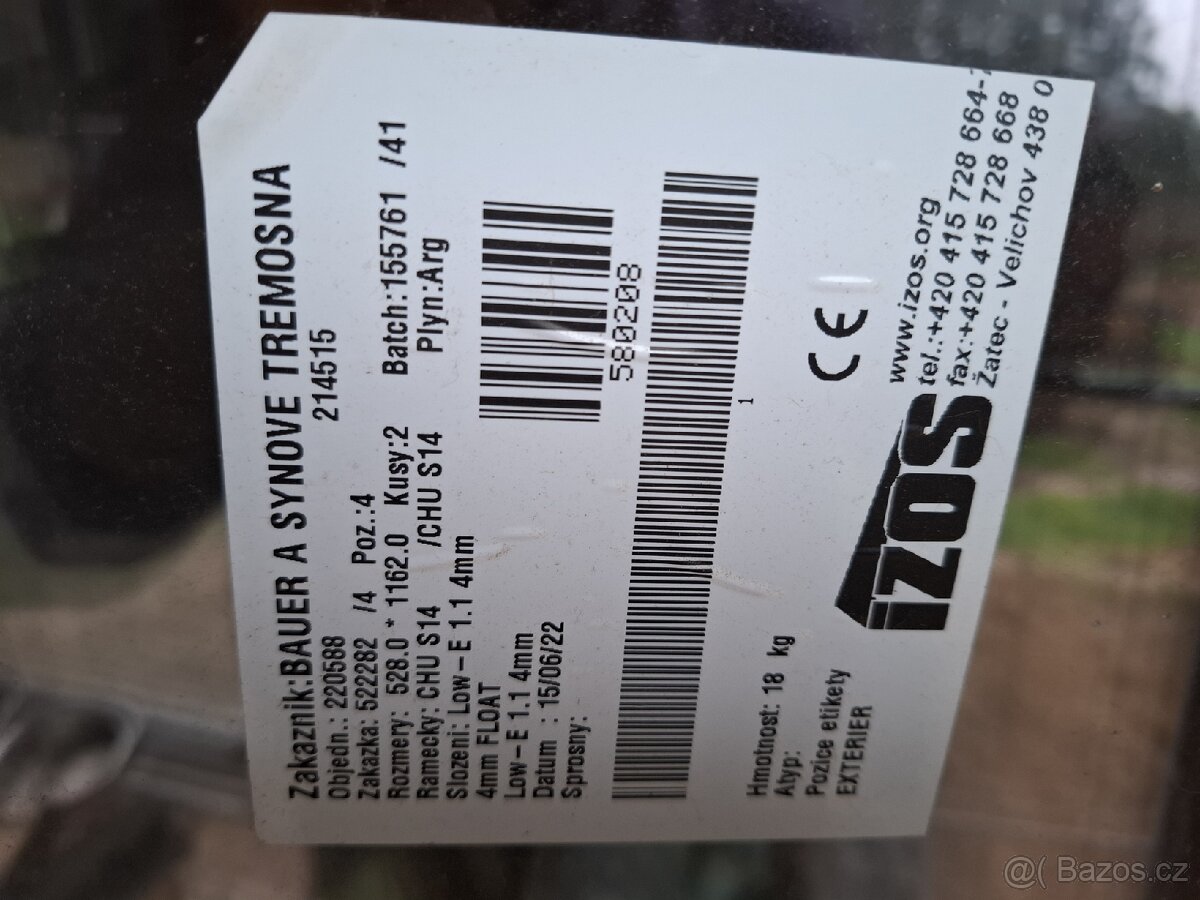 Zakaznik:BAUER A SYNOVE TREMOSNA
Objedn.: 220588 214515
Zakazka: 522282 /4 Poz.:4
Rozmery: 528.0 * 1162.0 Kusy:2 Batch:155761 /41
Ramecky: CHU S14 /CHU S14 Plyn:Arg
Slozeni: Low-E 1.1 4mm
4mm FLOAT
Low-E 1.1 4mm
Datum : 15/06/22
Sprosny:
580208
1
Hmotnost: 18 kg
Atyp:
Pozice etikety
EXTERIER
CE
izos
www.izos.org
tel.:+420 415 728 664-
fax:+420 415 728 668
Žatec - Velichov 438 0
@( Bazos.cz